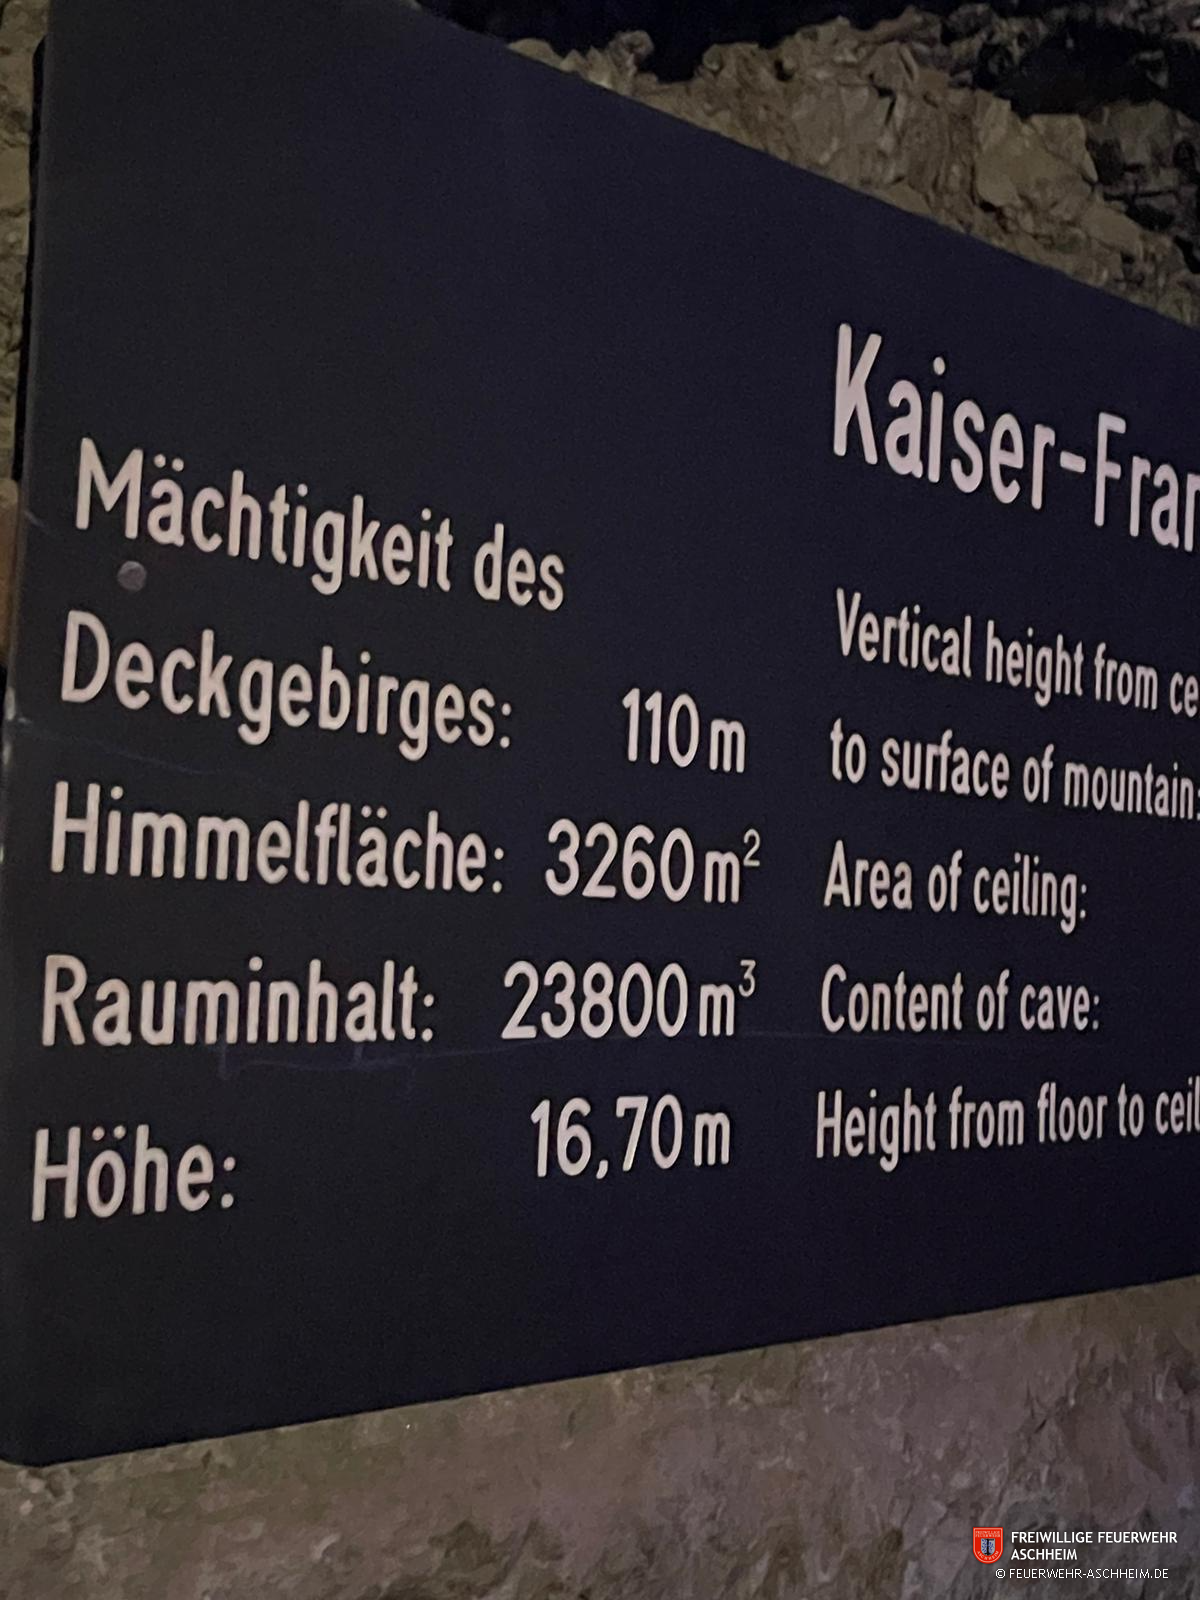 Kaiser-Fran
Mächtigkeit des
Deckgebirges: 110 m
Himmelfläche: 3260 m²
Rauminhalt: 23800 m³
Höhe: 16,70 m
Vertical height from ce
to surface of mountain:
Area of ceiling:
Content of cave:
Height from floor to ceil
FREIWILLIGE FEUERWEHR
ASCHHEIM
© FEUERWEHR-ASCHHEIM.DE